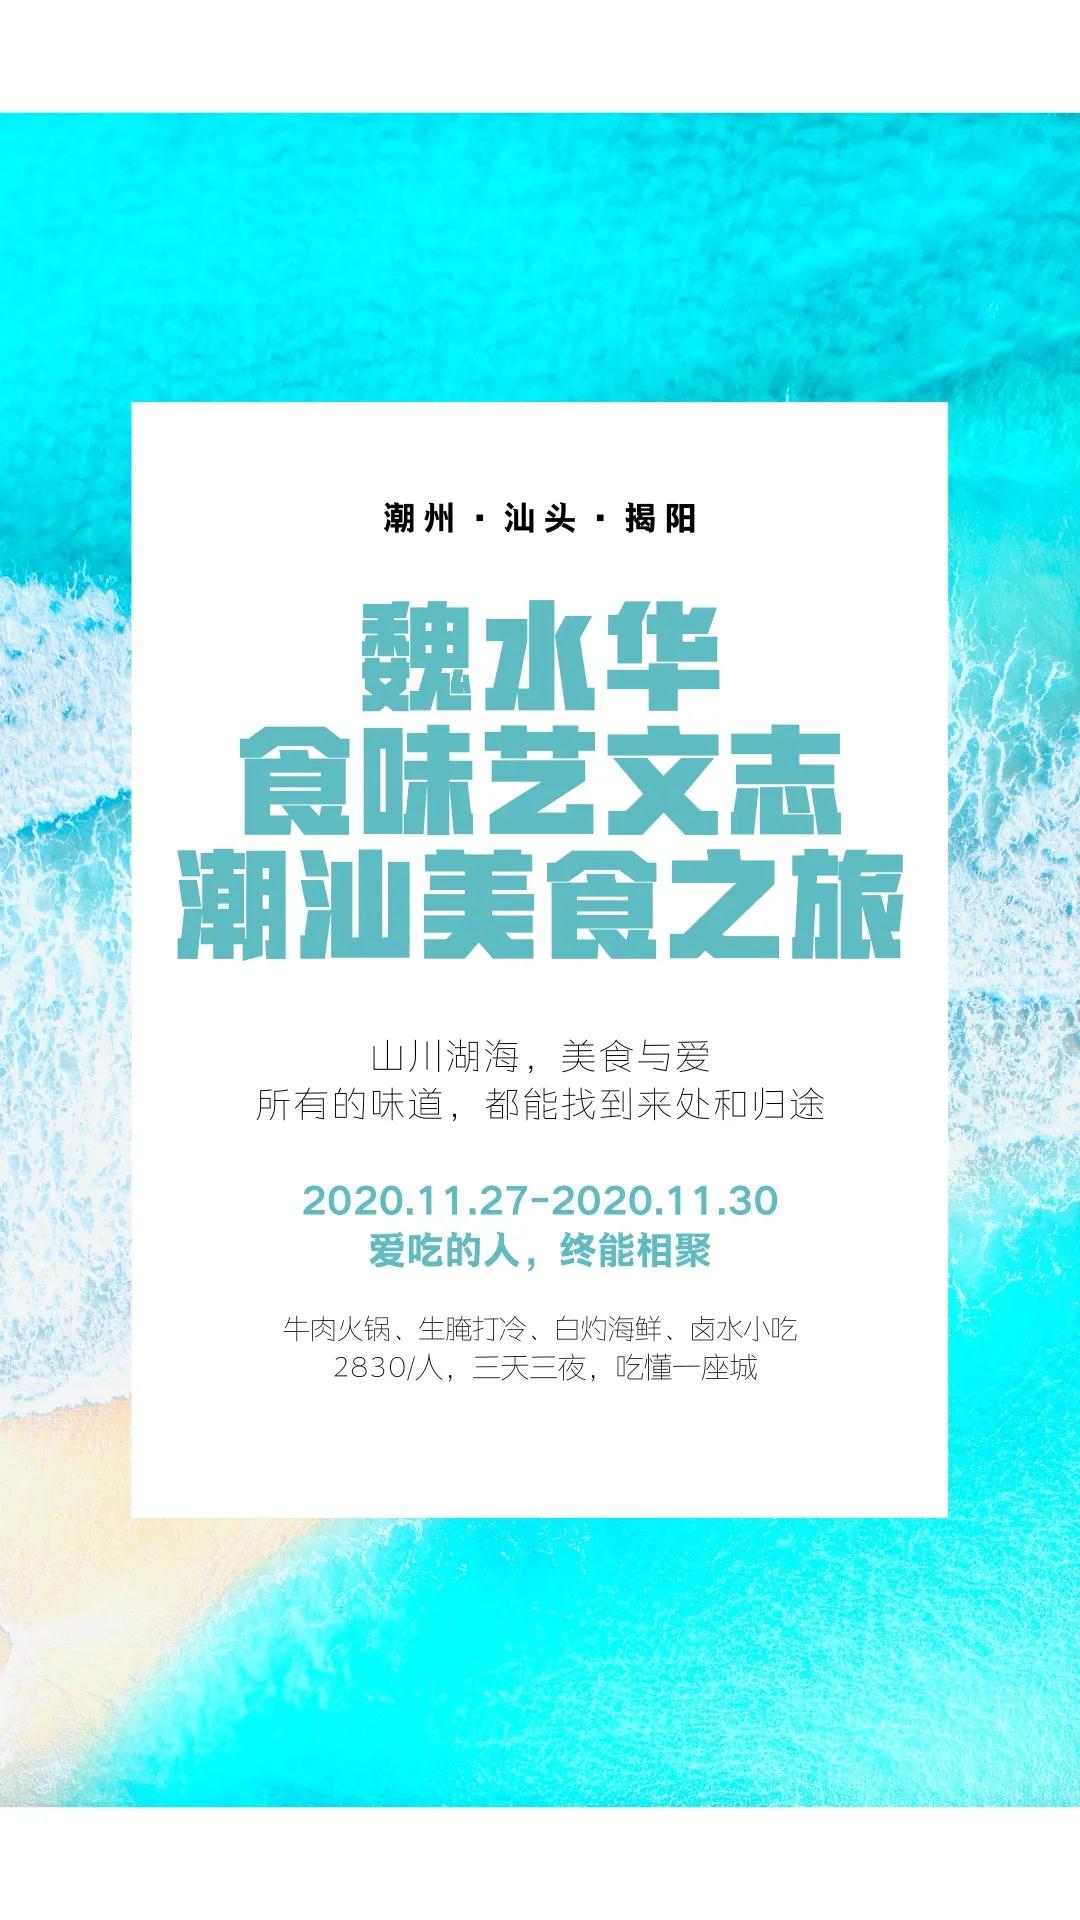 潮州·汕头·揭阳
魏水华
食味艺文志
潮汕美食之旅
山川湖海，美食与爱
所有的味道，都能找到来处和归途
2020.11.27-2020.11.30
爱吃的人，终能相聚
牛肉火锅、生腌打冷、白灼海鲜、卤水小吃
2830/人，三天三夜，吃懂一座城